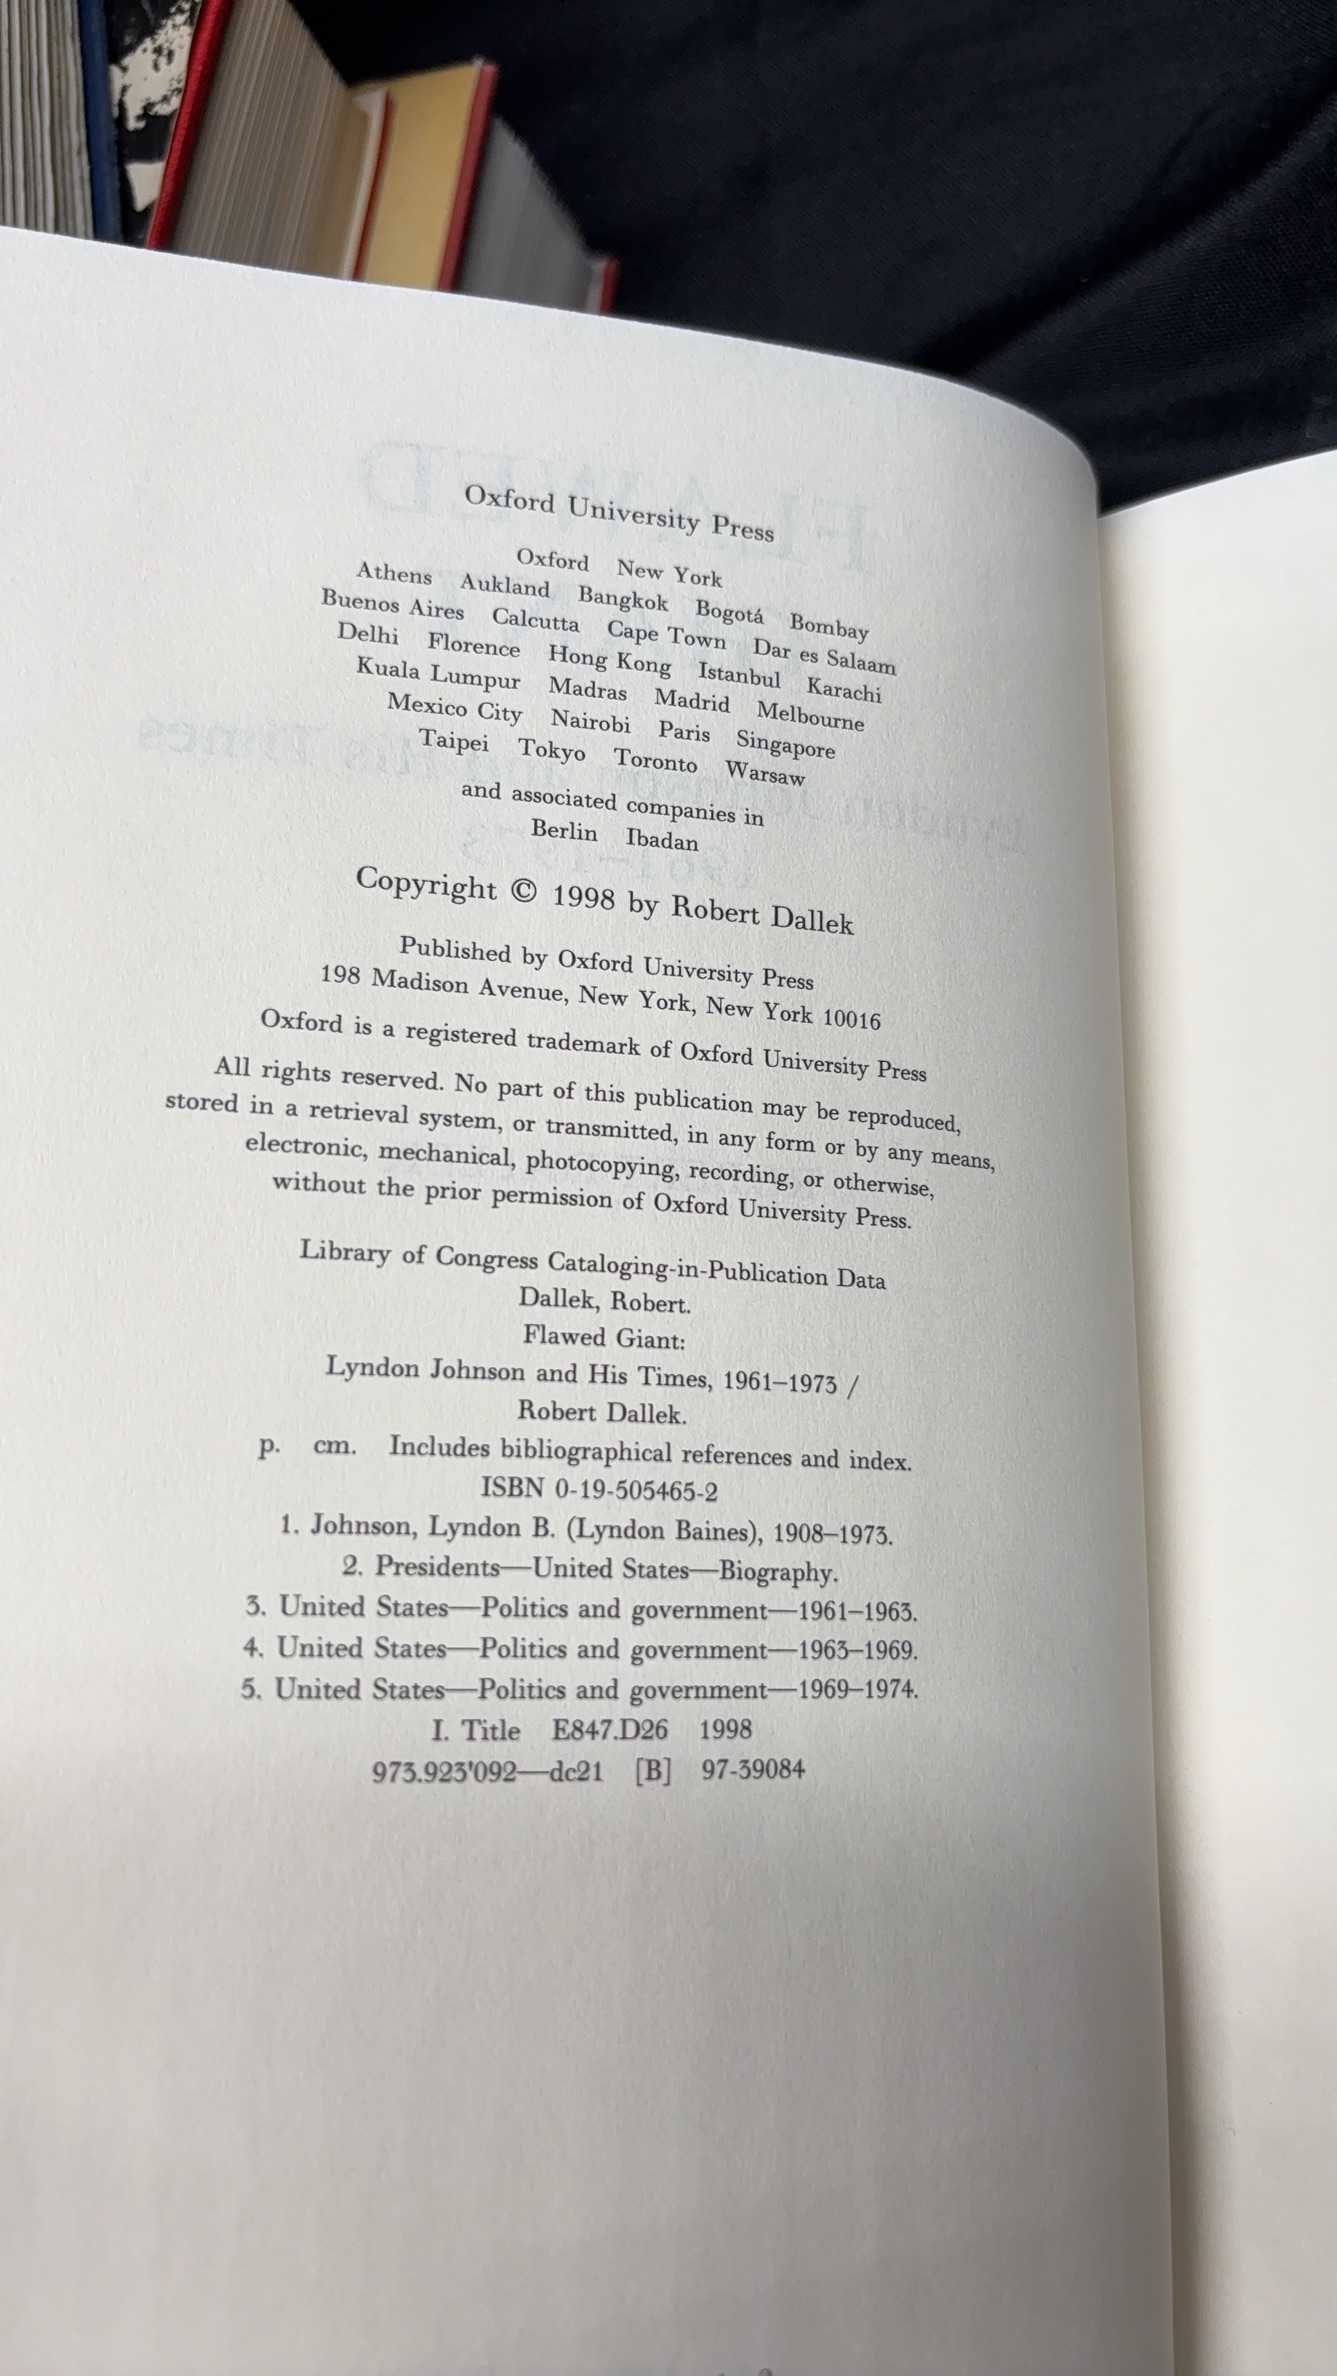 Oxford University Press
Oxford New York
Athens Aukland Bangkok Bogotá Bombay
Buenos Aires Calcutta Cape Town Dar es Salaam
Delhi Florence Hong Kong Istanbul Karachi
Kuala Lumpur Madras Madrid Melbourne
Mexico City Nairobi Paris Singapore
Taipei Tokyo Toronto Warsaw
and associated companies in
Berlin Ibadan
Copyright © 1998 by Robert Dallek
Published by Oxford University Press
198 Madison Avenue, New York, New York 10016
Oxford is a registered trademark of Oxford University Press
All rights reserved. No part of this publication may be reproduced,
stored in a retrieval system, or transmitted, in any form or by any means,
electronic, mechanical, photocopying, recording, or otherwise,
without the prior permission of Oxford University Press.
Library of Congress Cataloging-in-Publication Data
Dallek, Robert.
Flawed Giant:
Lyndon Johnson and His Times, 1961–1973 /
Robert Dallek.
p. cm. Includes bibliographical references and index.
ISBN 0-19-505465-2
1. Johnson, Lyndon B. (Lyndon Baines), 1908–1973.
2. Presidents—United States—Biography.
3. United States—Politics and government—1961–1963.
4. United States—Politics and government—1963–1969.
5. United States—Politics and government—1969–1974.
I. Title E847.D26 1998
973.923'092—dc21 [B] 97-39084